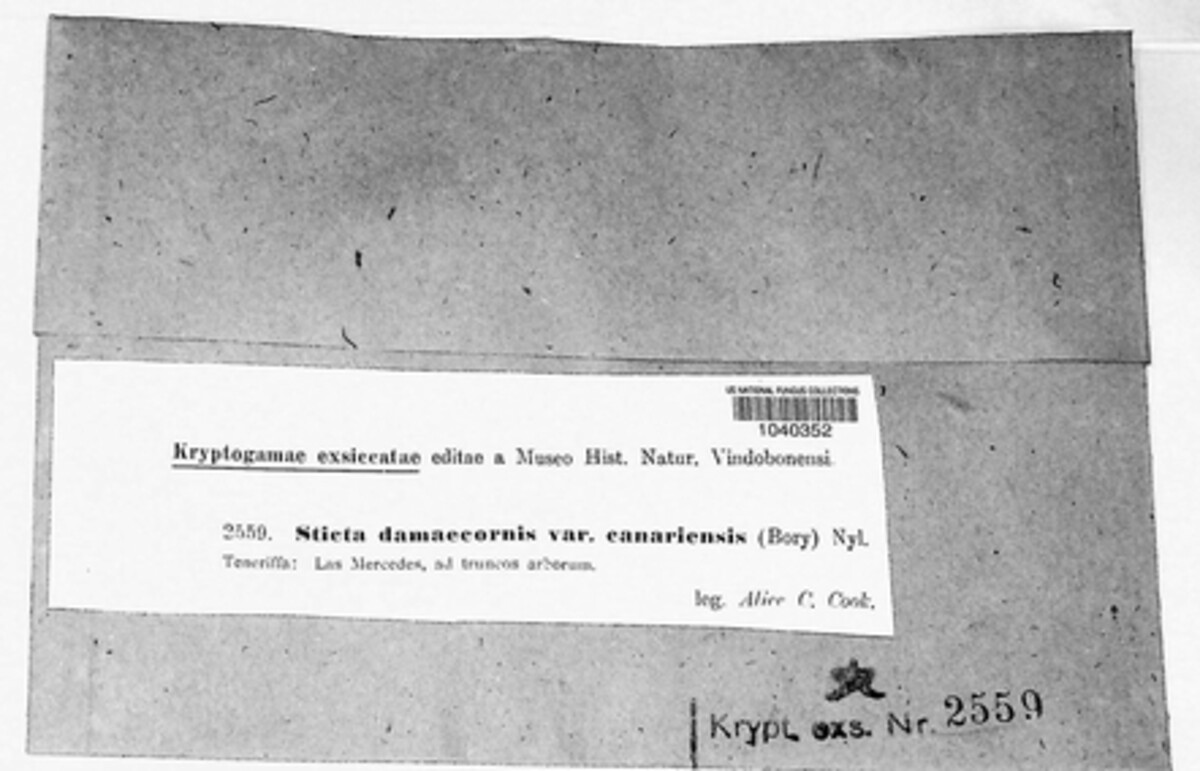 US NATIONAL FUNGUS COLLECTIONS
1040352
Kryptogamae exsiccatae editae a Museo Hist. Natur. Vindobonensi
2559. Sticta damaecornis var. canariensis (Bory) Nyl.
Teneriffa: Las Mercedes, ad truncos arborum.
leg. Alice C. Cook.
Krypt. exs. Nr. 2559